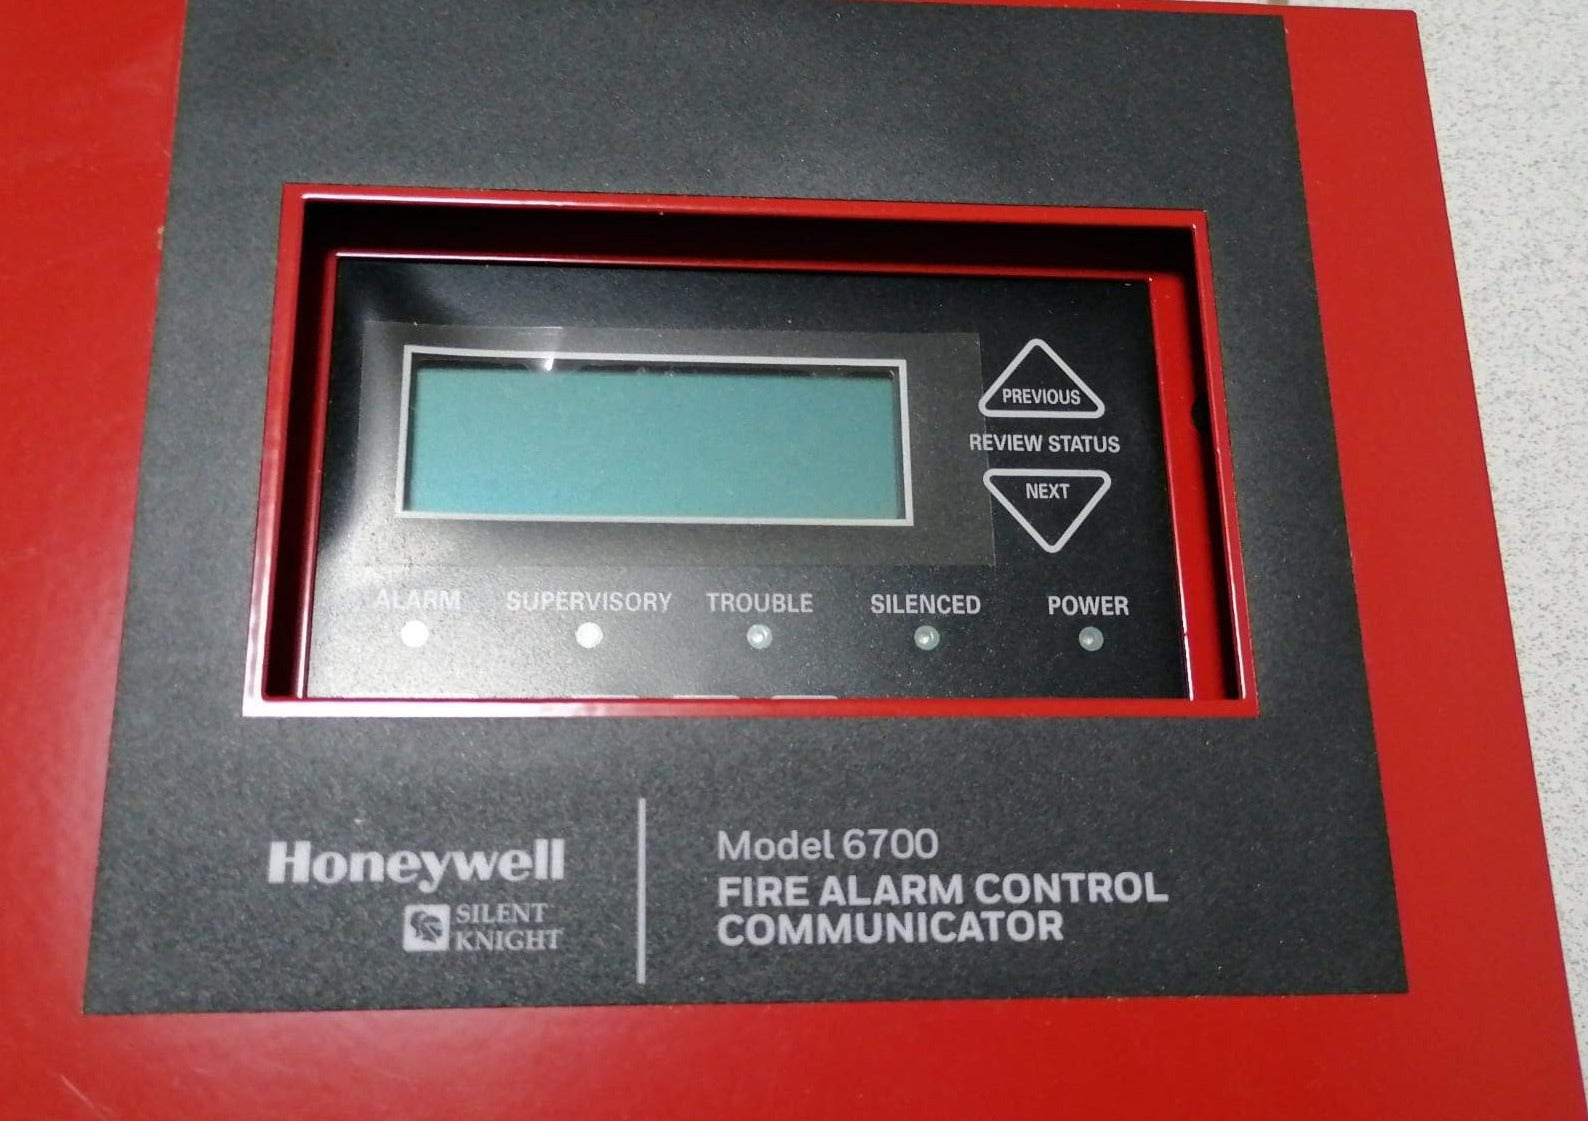 PREVIOUS
REVIEW STATUS
NEXT
ALARM SUPERVISORY TROUBLE SILENCED POWER
Honeywell
SILENT
KNIGHT
Model 6700
FIRE ALARM CONTROL
COMMUNICATOR